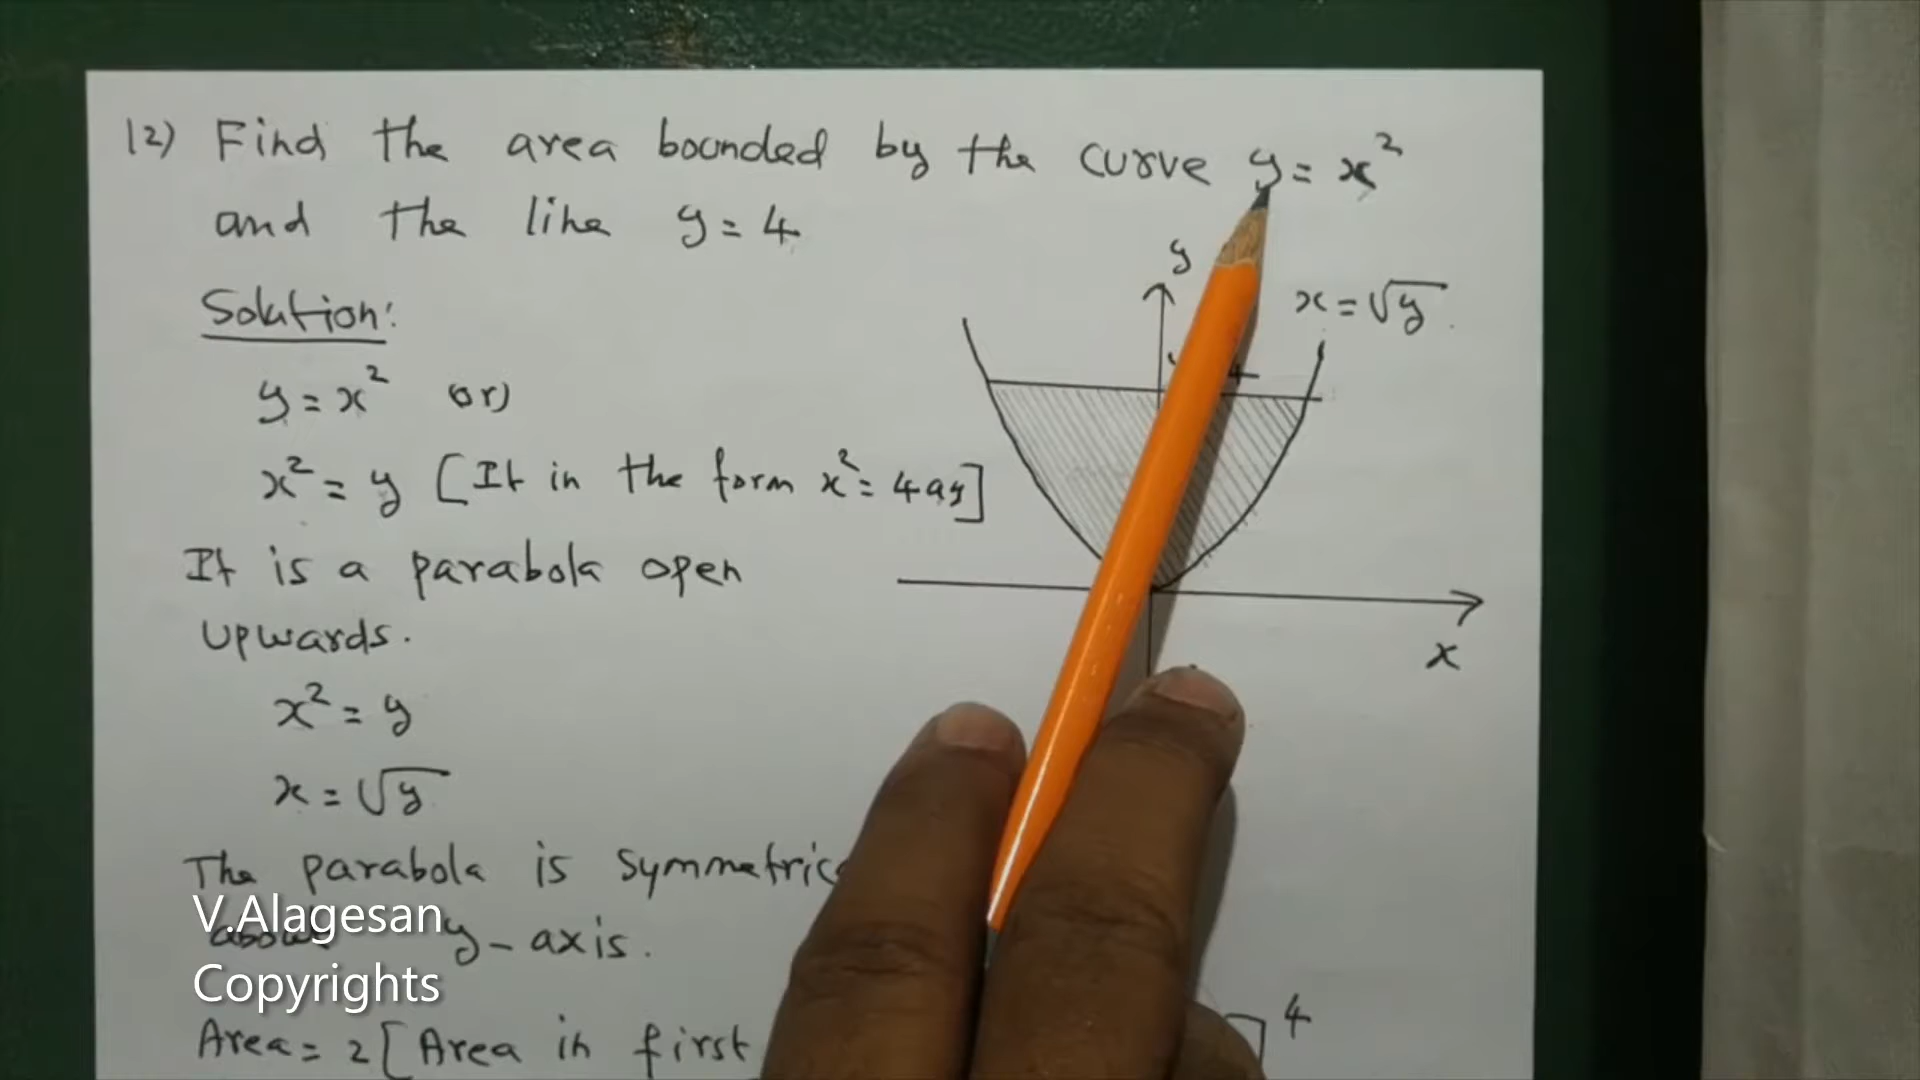 12) Find the area bounded by the curve y = x²
and the line y = 4
Solution:
y = x² or)
x² = y [It in the form x² = 4ay]
It is a parabola open
upwards.
x² = y
x = √y
The parabola is symmetric
about y-axis.
Area = 2[Area in first
y
x = √y
4
x
4
V.Alagesan
Copyrights